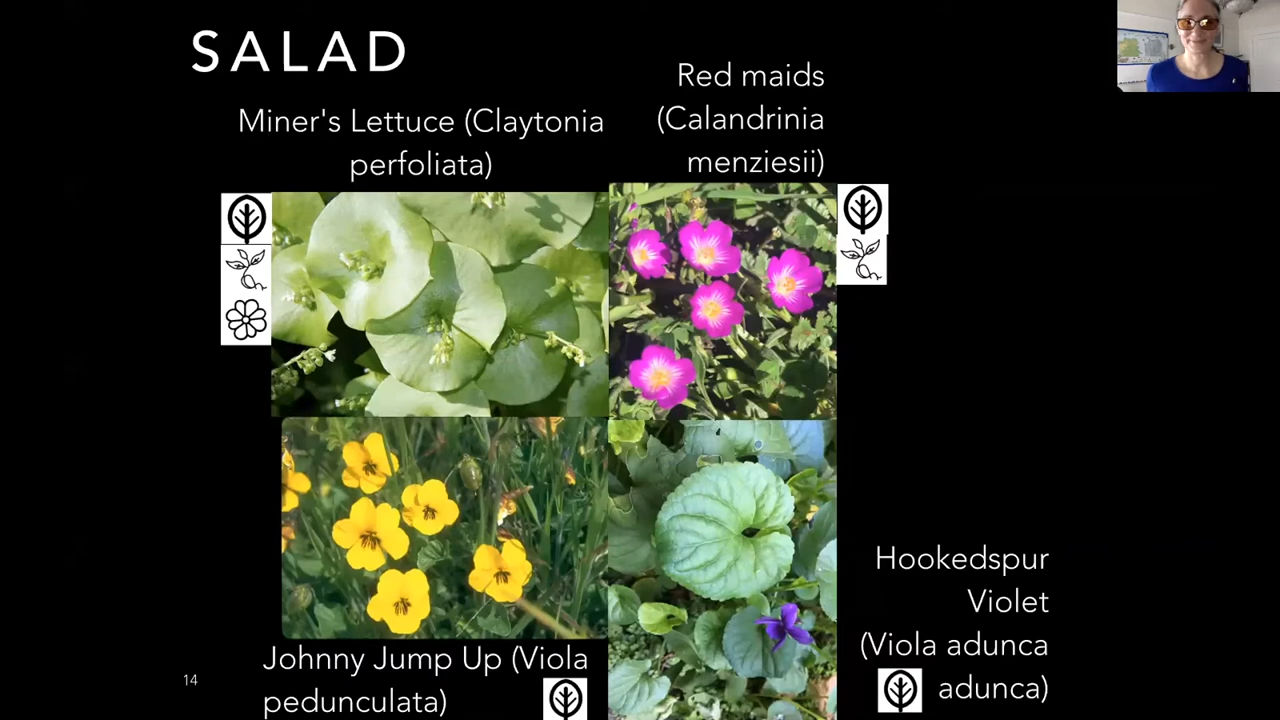 SALAD
Miner's Lettuce (Claytonia
perfoliata)
Red maids
(Calandrinia
menziesii)
Johnny Jump Up (Viola
pedunculata)
Hookedspur
Violet
(Viola adunca
adunca)
14